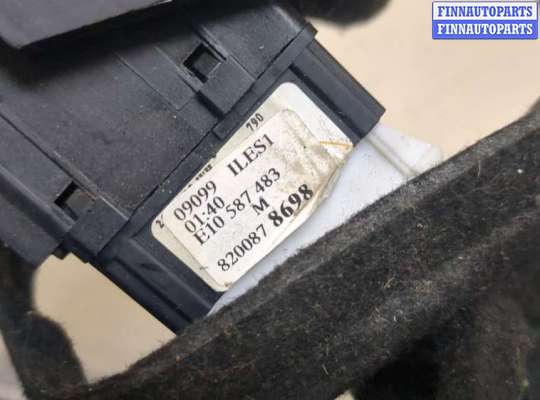 FINNAUTOPARTS
FINNAUTOPARTS
790
09099 ILES1
01:40
E10 587 483
M
820087 8698